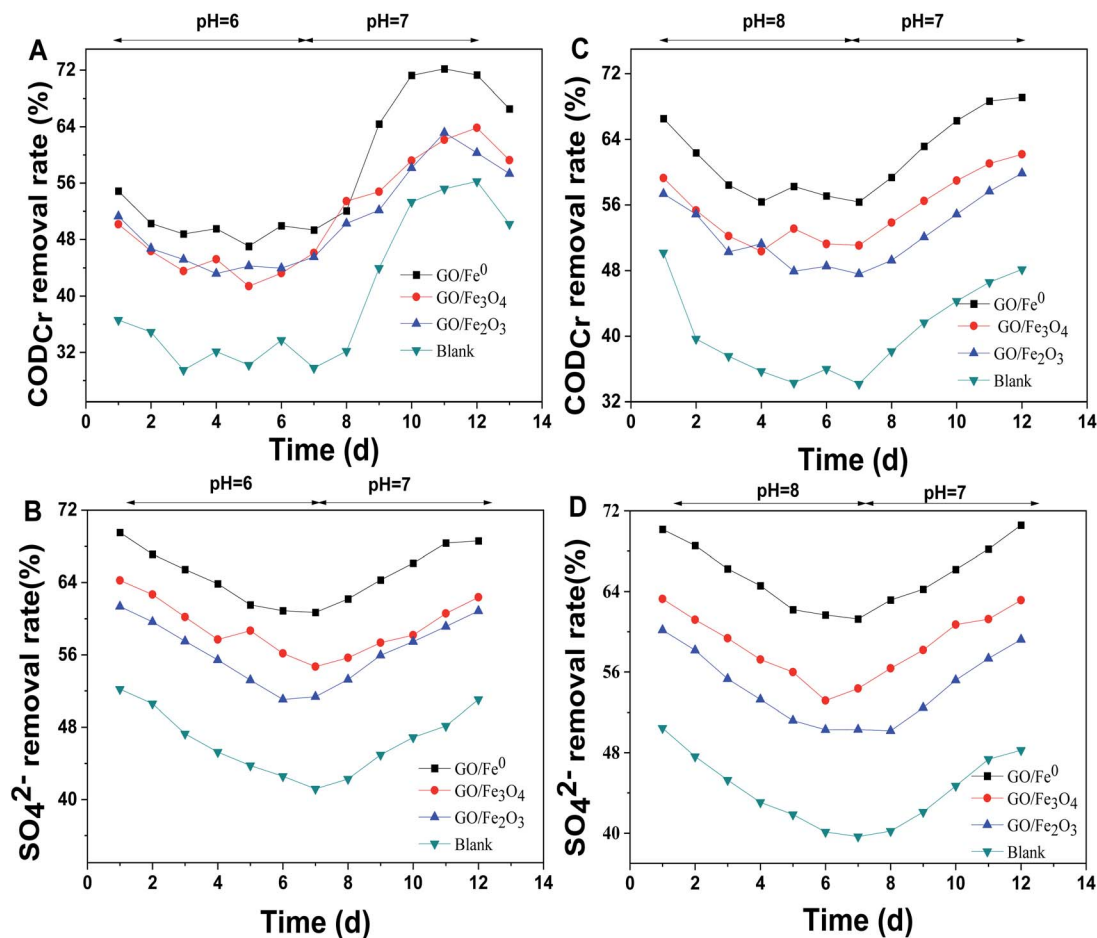 pH=6 pH=7
A
CODCr removal rate (%)
72
64
56
48
40
32
GO/Fe0
GO/Fe3O4
GO/Fe2O3
Blank
0 2 4 6 8 10 12 14
Time (d)
pH=8 pH=7
C
CODCr removal rate (%)
72
64
56
48
40
32
GO/Fe0
GO/Fe3O4
GO/Fe2O3
Blank
0 2 4 6 8 10 12 14
Time (d)
pH=6 pH=7
B
SO42- removal rate(%)
72
64
56
48
40
GO/Fe0
GO/Fe3O4
GO/Fe2O3
Blank
0 2 4 6 8 10 12 14
Time (d)
pH=8 pH=7
D
SO42- removal rate(%)
72
64
56
48
40
GO/Fe0
GO/Fe3O4
GO/Fe2O3
Blank
0 2 4 6 8 10 12 14
Time (d)